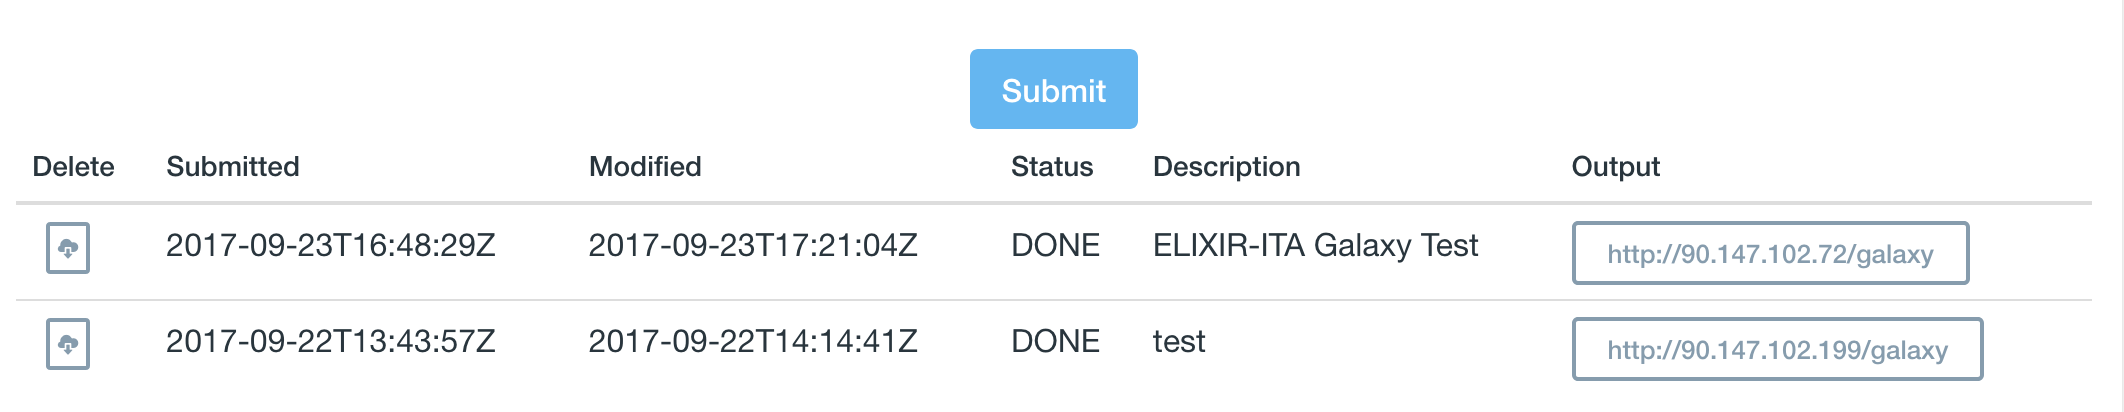 Submit
Delete Submitted Modified Status Description Output
2017-09-23T16:48:29Z 2017-09-23T17:21:04Z DONE ELIXIR-ITA Galaxy Test http://90.147.102.72/galaxy
2017-09-22T13:43:57Z 2017-09-22T14:14:41Z DONE test http://90.147.102.199/galaxy